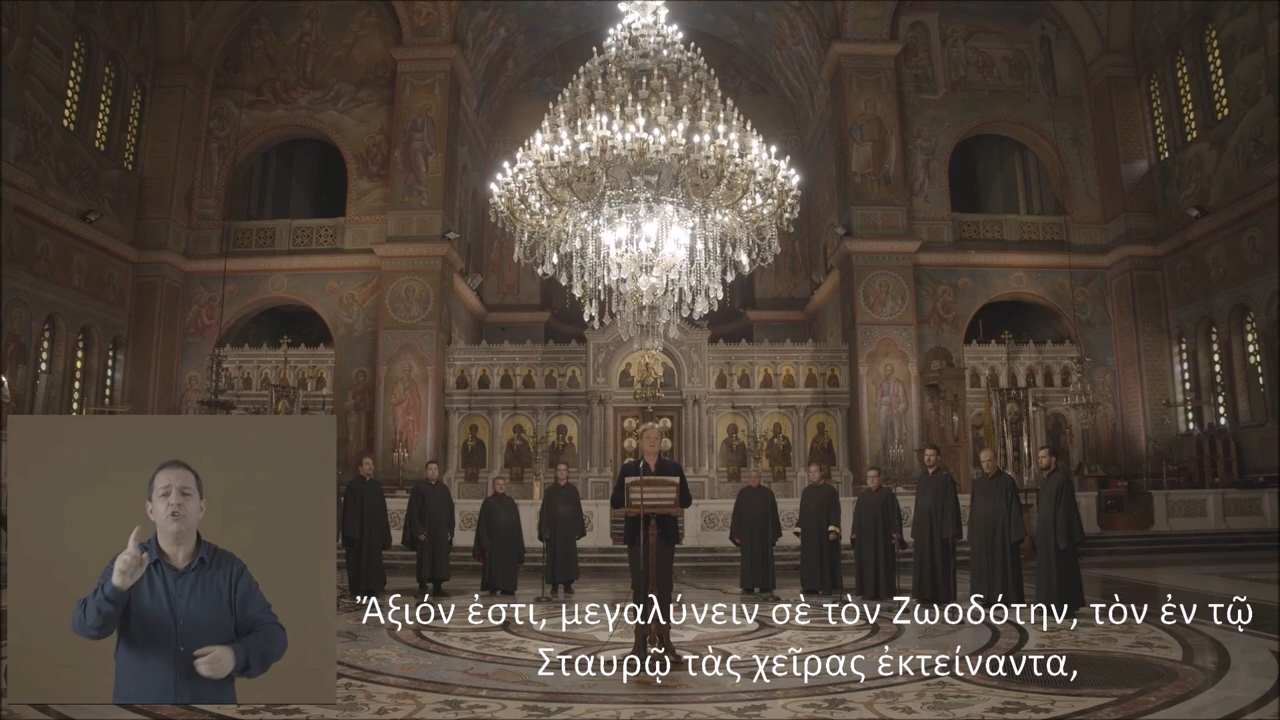 Ἄξιόν ἐστι, μεγαλύνειν σὲ τὸν Ζωοδότην, τὸν ἐν τῷ
Σταυρῷ τὰς χεῖρας ἐκτείναντα,